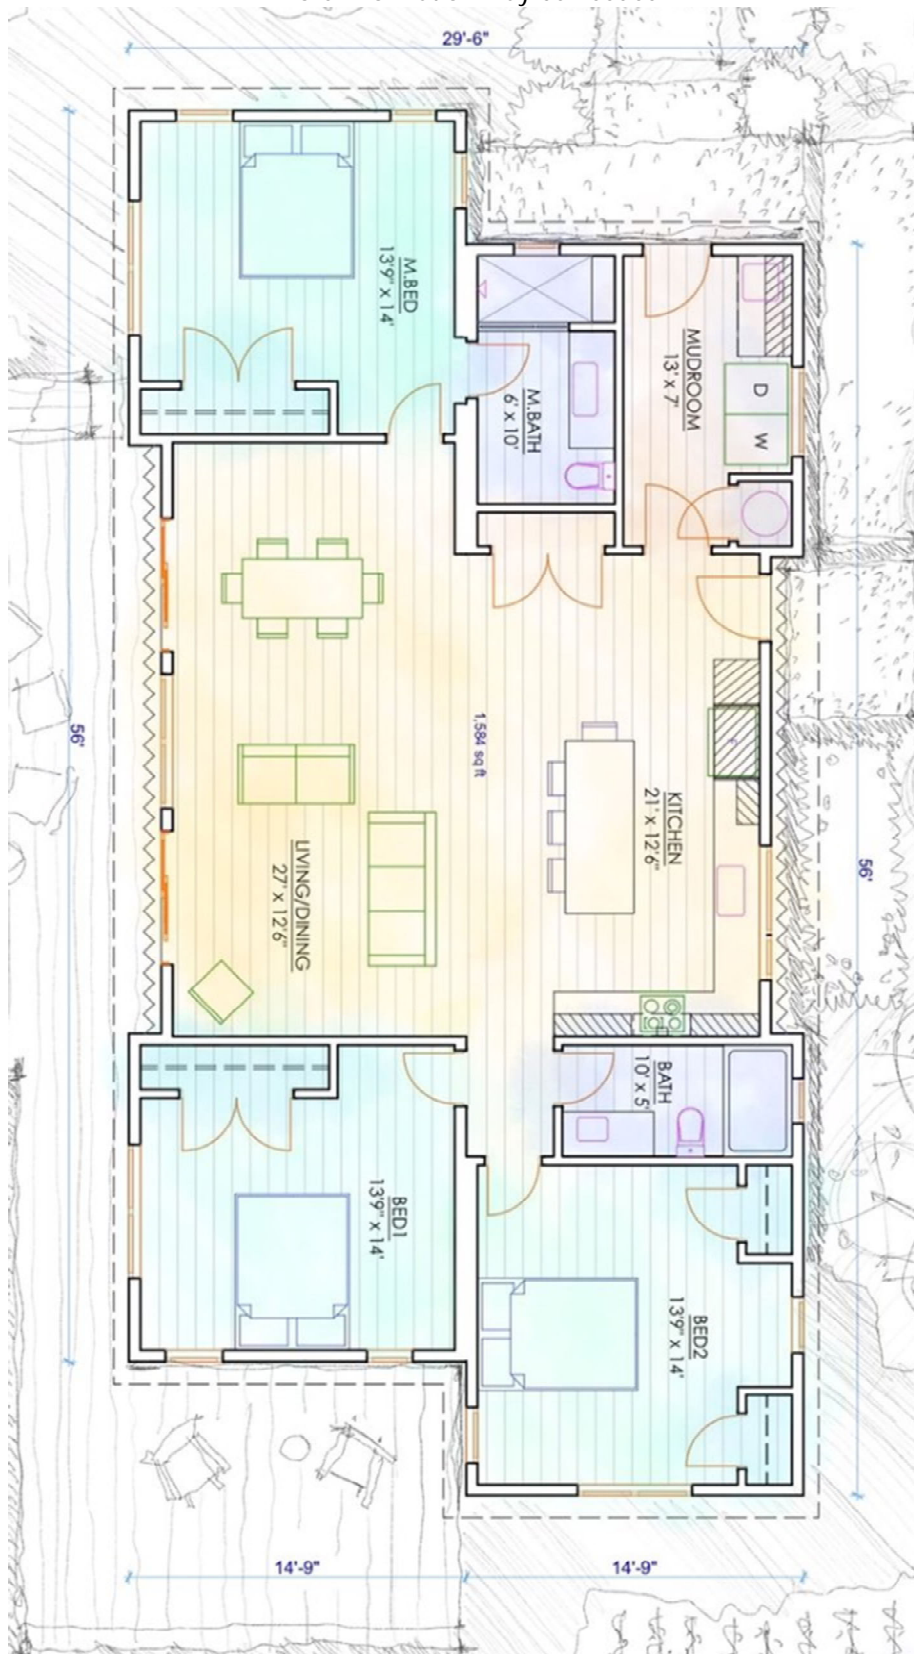 29'-6"
M.BED
13'9" x 14'
MUDROOM
13' x 7'
D
W
M.BATH
6' x 10'
56'
1,584 sq ft
KITCHEN
21' x 12'6"
56'
LIVING/DINING
27' x 12'6"
BATH
10' x 5'
BED1
13'9" x 14'
BED2
13'9" x 14'
14'-9"
14'-9"